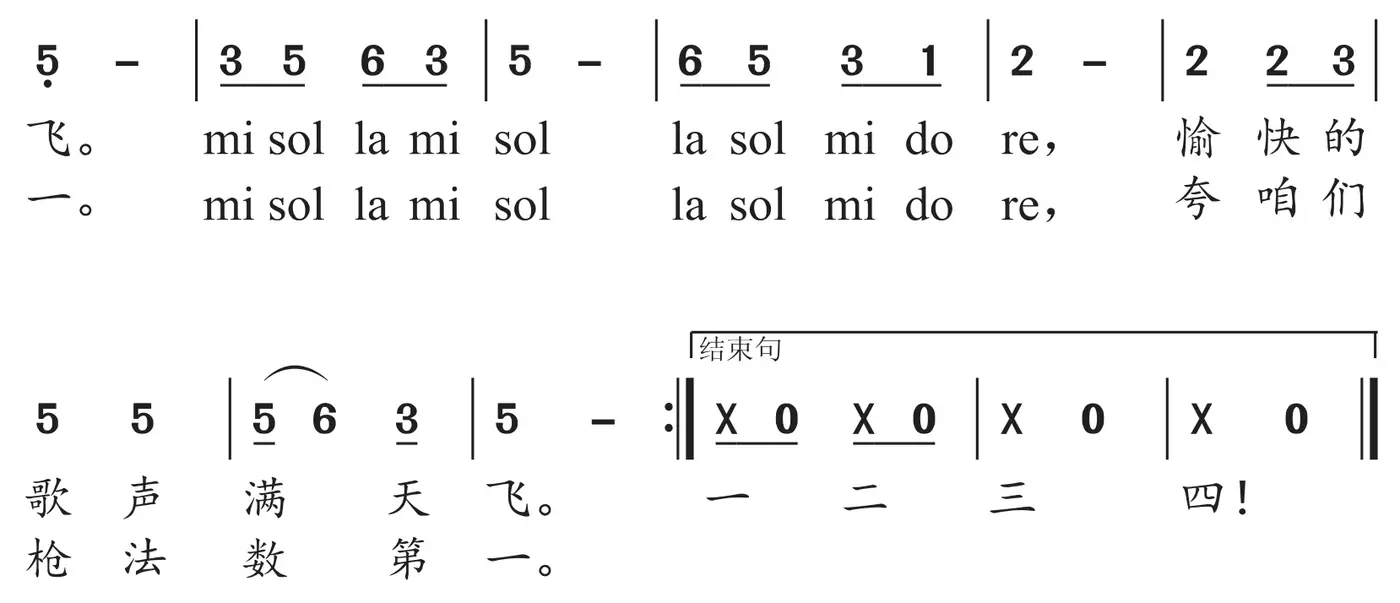 5 – | 3 5 6 3 | 5 – | 6 5 3 1 | 2 – | 2 2 3 |
飞。 mi sol la mi sol la sol mi do re， 愉 快 的
一。 mi sol la mi sol la sol mi do re， 夸 咱 们
结束句
5 5 | 5 6 3 | 5 – :‖ X 0 X 0 | X 0 | X 0 ‖
歌 声 满 天 飞。 一 二 三 四！
枪 法 数 第 一。